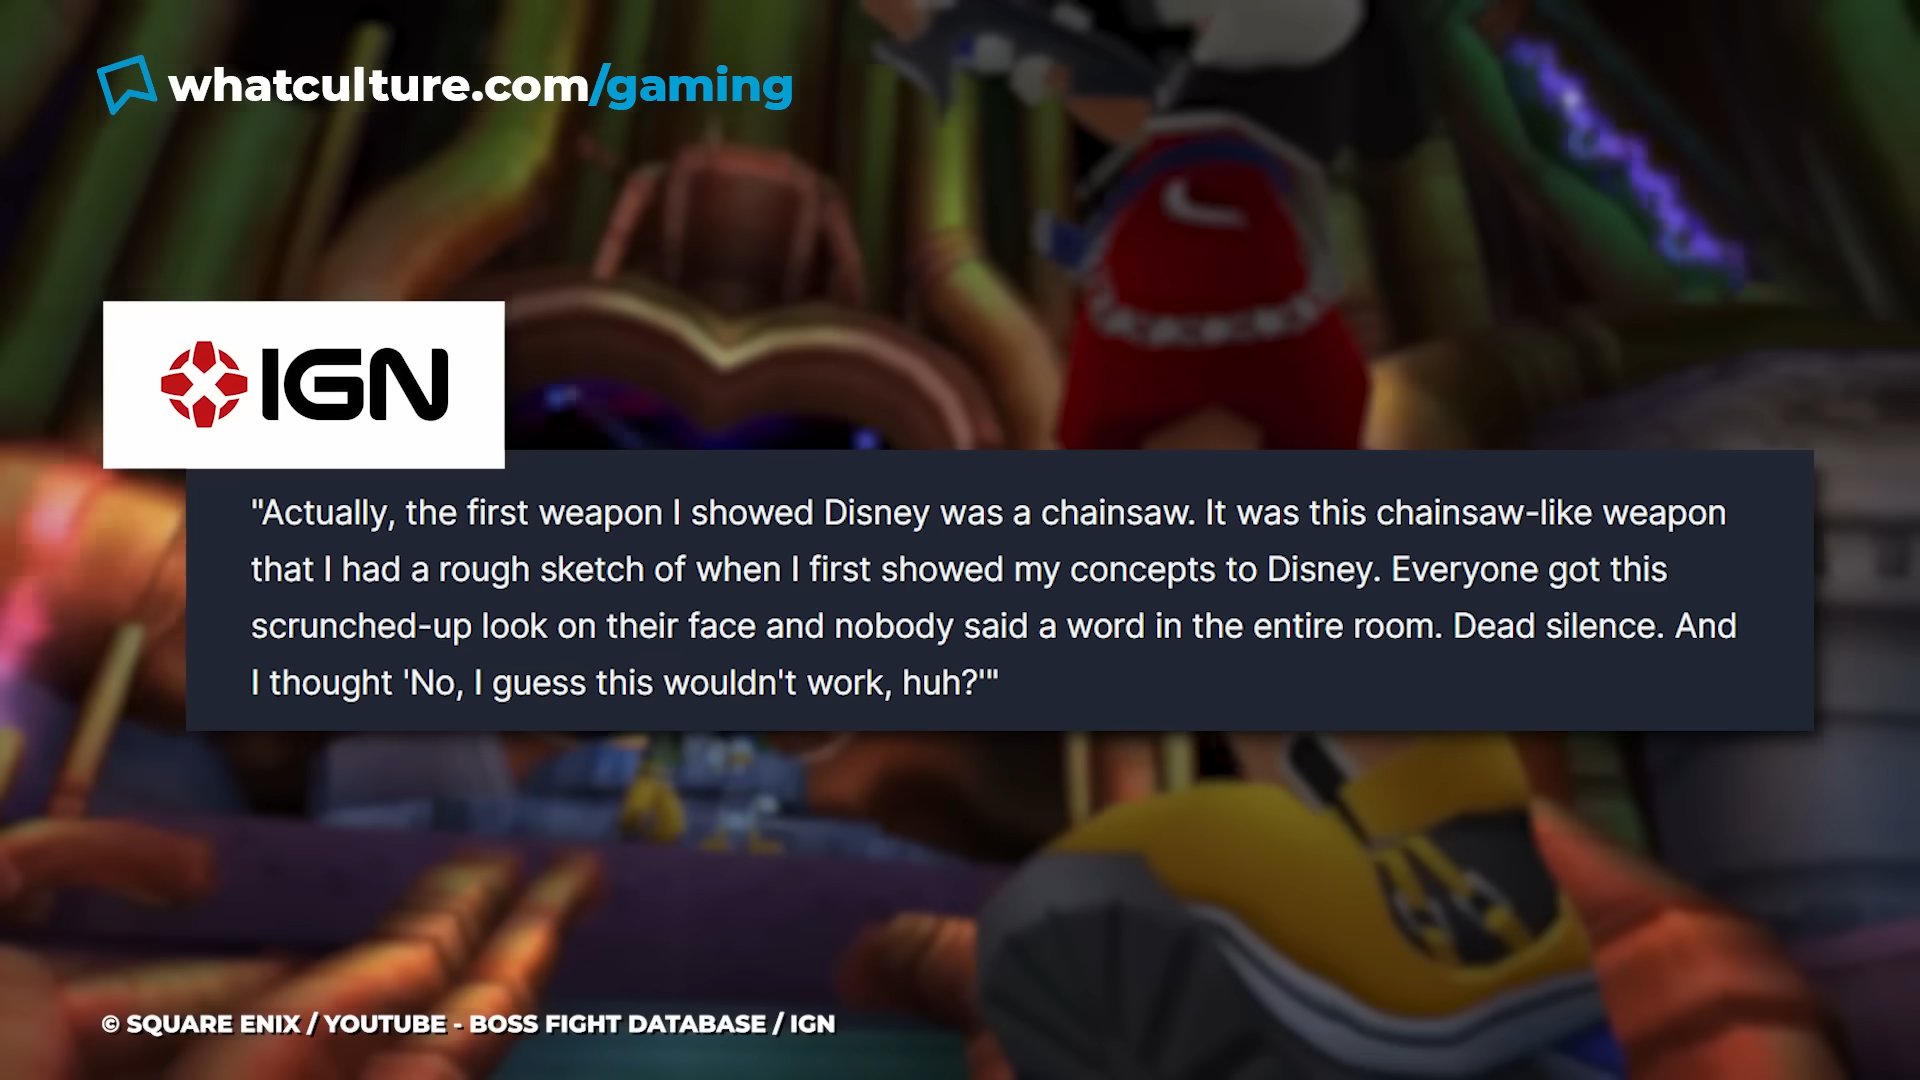 whatculture.com/gaming
IGN
"Actually, the first weapon I showed Disney was a chainsaw. It was this chainsaw-like weapon
that I had a rough sketch of when I first showed my concepts to Disney. Everyone got this
scrunched-up look on their face and nobody said a word in the entire room. Dead silence. And
I thought 'No, I guess this wouldn't work, huh?'"
© SQUARE ENIX / YOUTUBE - BOSS FIGHT DATABASE / IGN